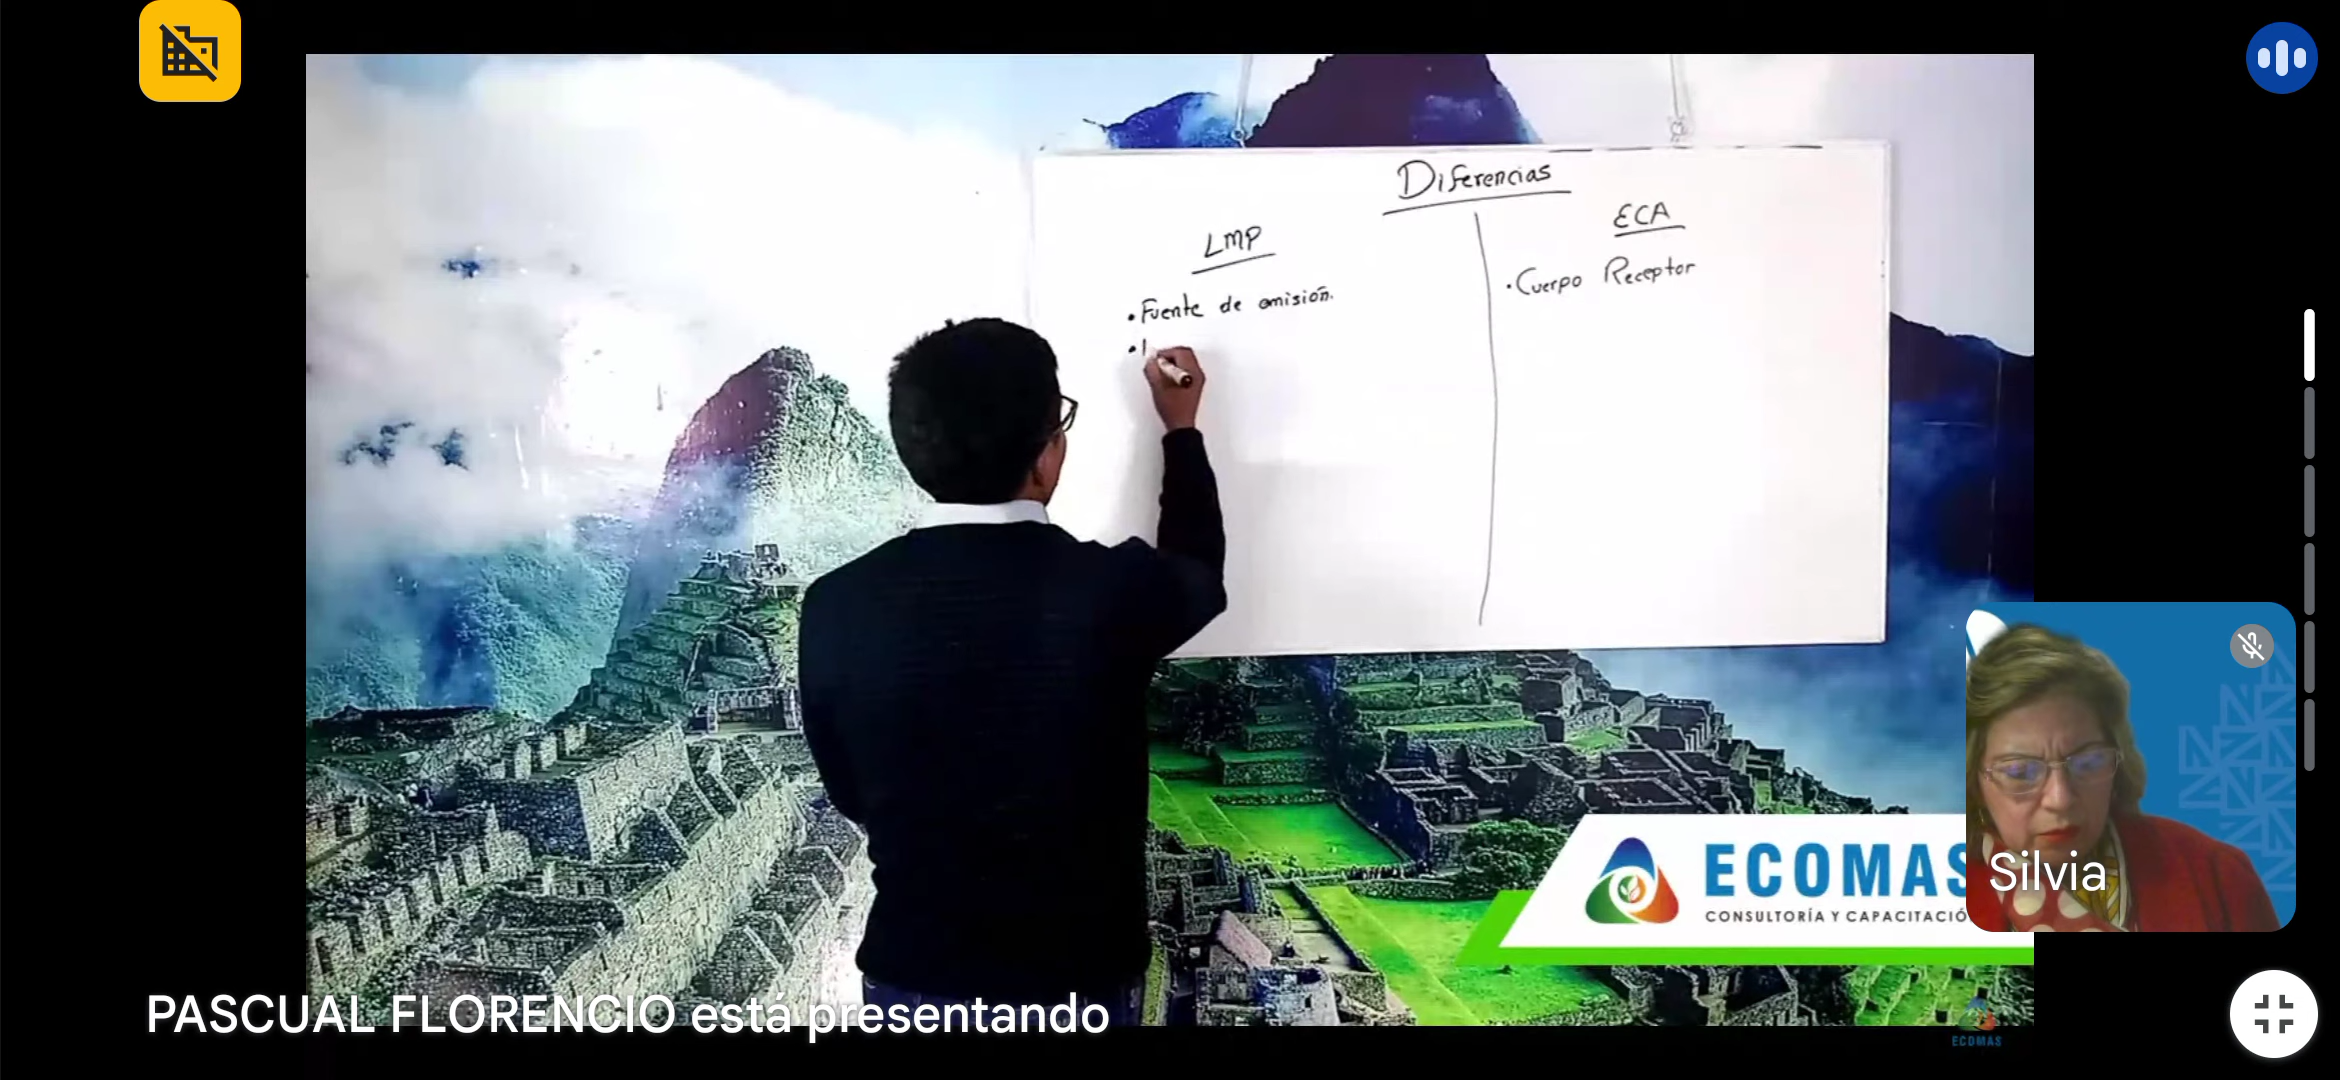 Diferencias
LMP
ECA
• Fuente de emisión.
• Cuerpo Receptor
ECOMAS
CONSULTORÍA Y CAPACITACIÓ
Silvia
PASCUAL FLORENCIO está presentando
ECOMAS